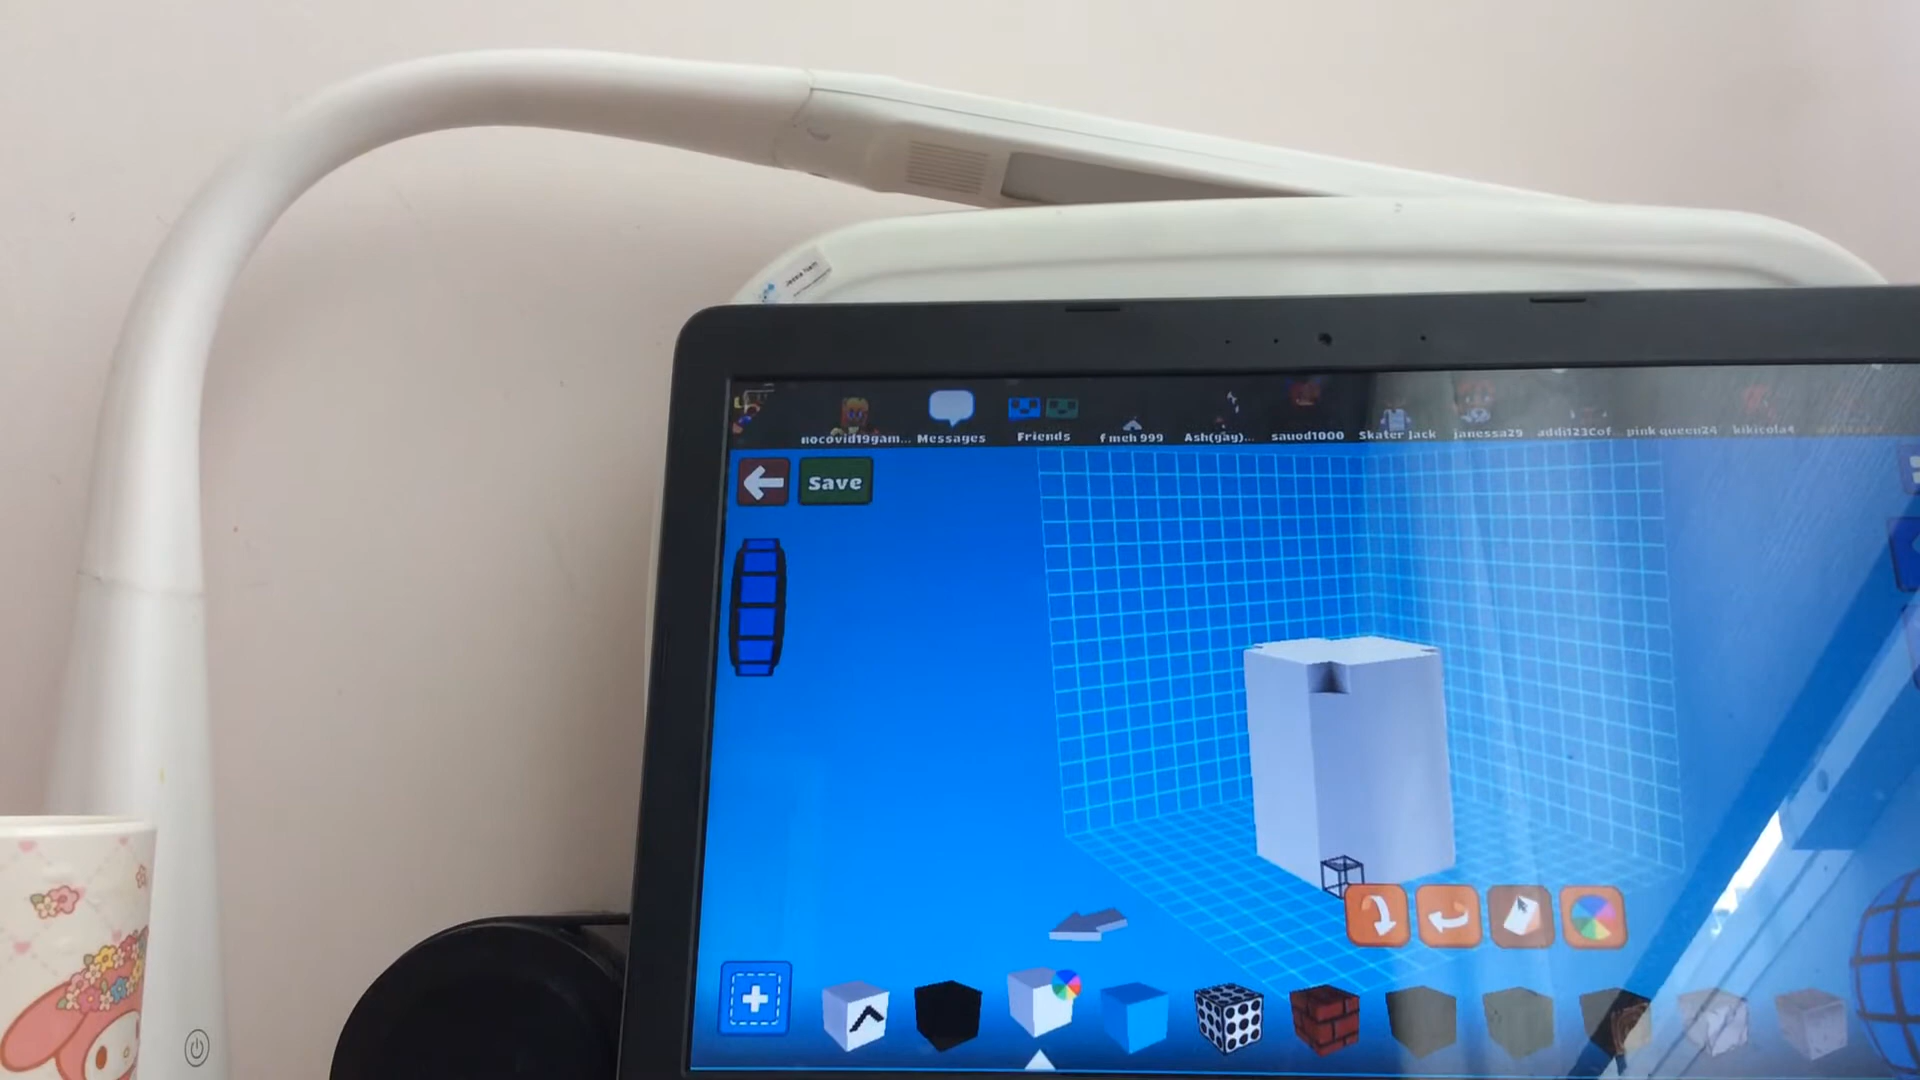 nocovid19gam...
Messages
Friends
fmeh 999
Ash(gay)...
sauod1000
Skater Jack
janessa29
addi123Cof...
pink queen24
kikicola4
Save